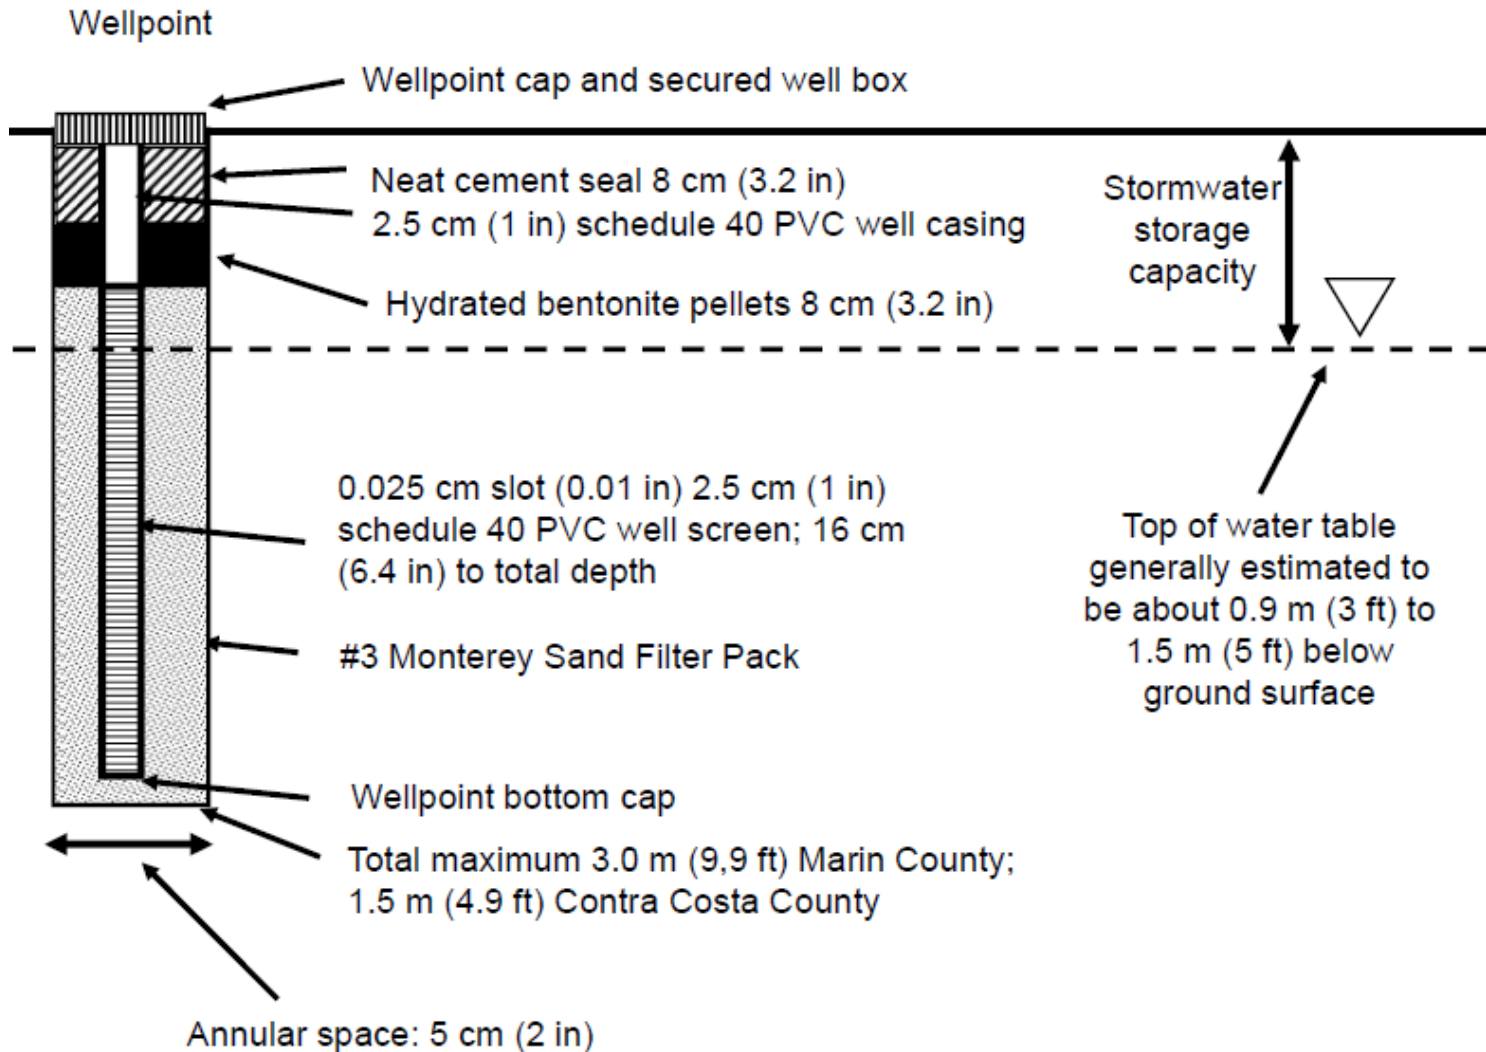 Wellpoint
Wellpoint cap and secured well box
Neat cement seal 8 cm (3.2 in)
2.5 cm (1 in) schedule 40 PVC well casing
Hydrated bentonite pellets 8 cm (3.2 in)
Stormwater
storage
capacity
0.025 cm slot (0.01 in) 2.5 cm (1 in)
schedule 40 PVC well screen; 16 cm
(6.4 in) to total depth
Top of water table
generally estimated to
be about 0.9 m (3 ft) to
1.5 m (5 ft) below
ground surface
#3 Monterey Sand Filter Pack
Wellpoint bottom cap
Total maximum 3.0 m (9,9 ft) Marin County;
1.5 m (4.9 ft) Contra Costa County
Annular space: 5 cm (2 in)